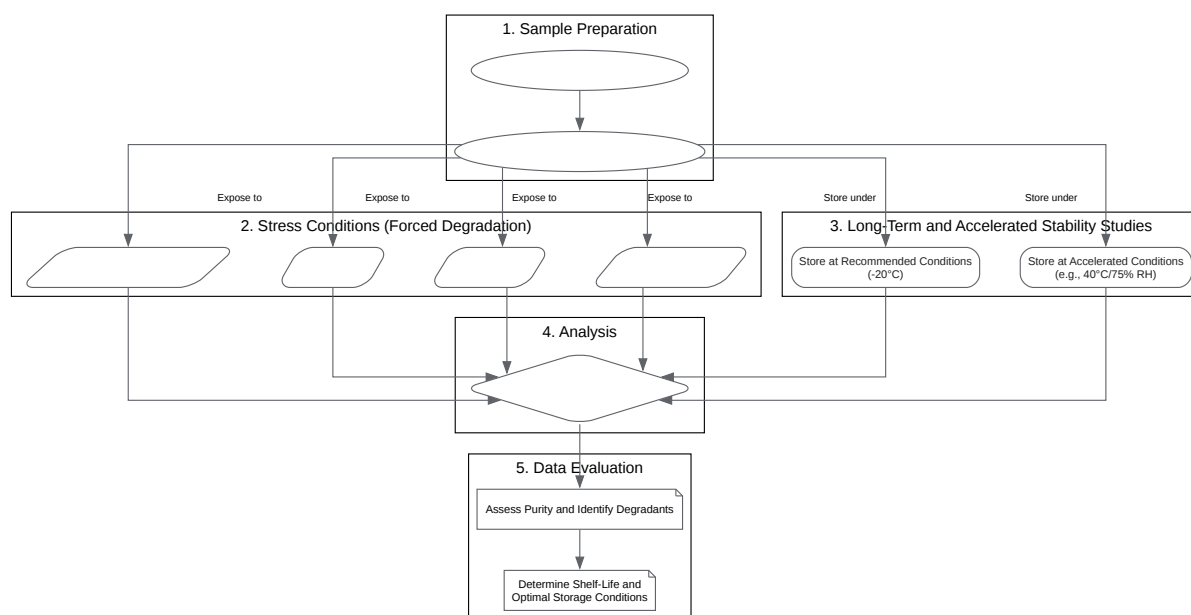 1. Sample Preparation
Expose to
Expose to
Expose to
Expose to
Store under
Store under
2. Stress Conditions (Forced Degradation)
3. Long-Term and Accelerated Stability Studies
Store at Recommended Conditions
(-20°C)
Store at Accelerated Conditions
(e.g., 40°C/75% RH)
4. Analysis
5. Data Evaluation
Assess Purity and Identify Degradants
Determine Shelf-Life and
Optimal Storage Conditions